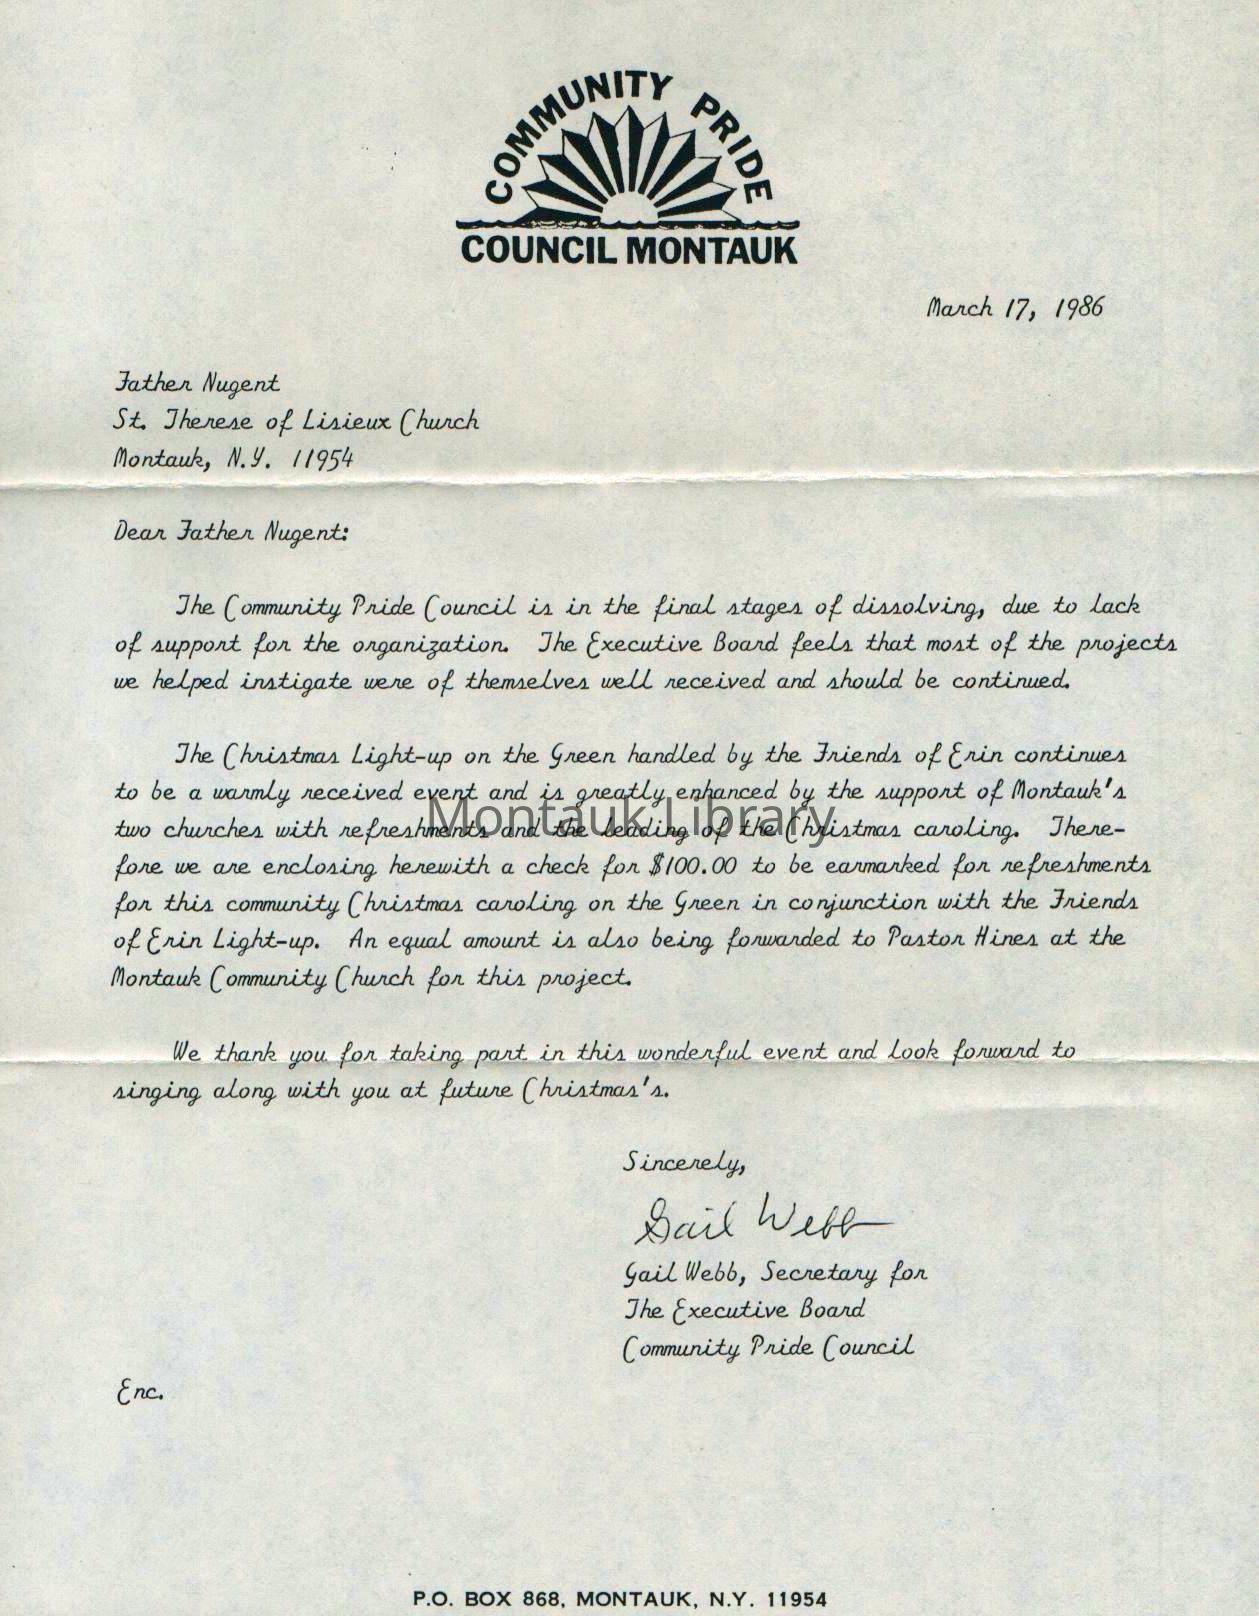 COMMUNITY PRIDE
COUNCIL MONTAUK
March 17, 1986
Father Nugent
St. Therese of Lisieux Church
Montauk, N.Y. 11954
Dear Father Nugent:
The Community Pride Council is in the final stages of dissolving, due to lack
of support for the organization. The Executive Board feels that most of the projects
we helped instigate were of themselves well received and should be continued.
The Christmas Light-up on the Green handled by the Friends of Erin continues
to be a warmly received event and is greatly enhanced by the support of Montauk's
Montauk Library
two churches with refreshments and the leading of the Christmas caroling. There-
fore we are enclosing herewith a check for $100.00 to be earmarked for refreshments
for this community Christmas caroling on the Green in conjunction with the Friends
of Erin Light-up. An equal amount is also being forwarded to Pastor Hines at the
Montauk Community Church for this project.
We thank you for taking part in this wonderful event and look forward to
singing along with you at future Christmas's.
Sincerely,
Gail Webb
Gail Webb, Secretary for
The Executive Board
Community Pride Council
Enc.
P.O. BOX 868, MONTAUK, N.Y. 11954